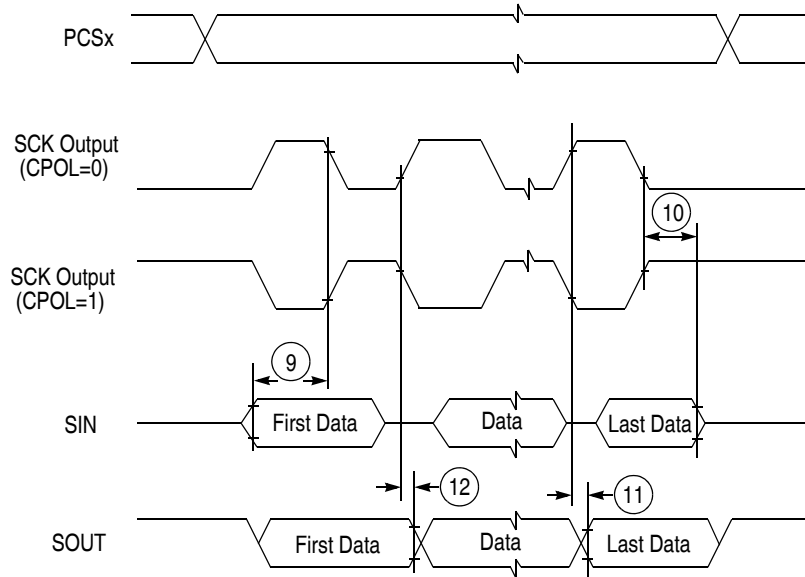 PCSx
SCK Output
(CPOL=0)
10
SCK Output
(CPOL=1)
9
SIN
First Data
Data
Last Data
12
11
SOUT
First Data
Data
Last Data